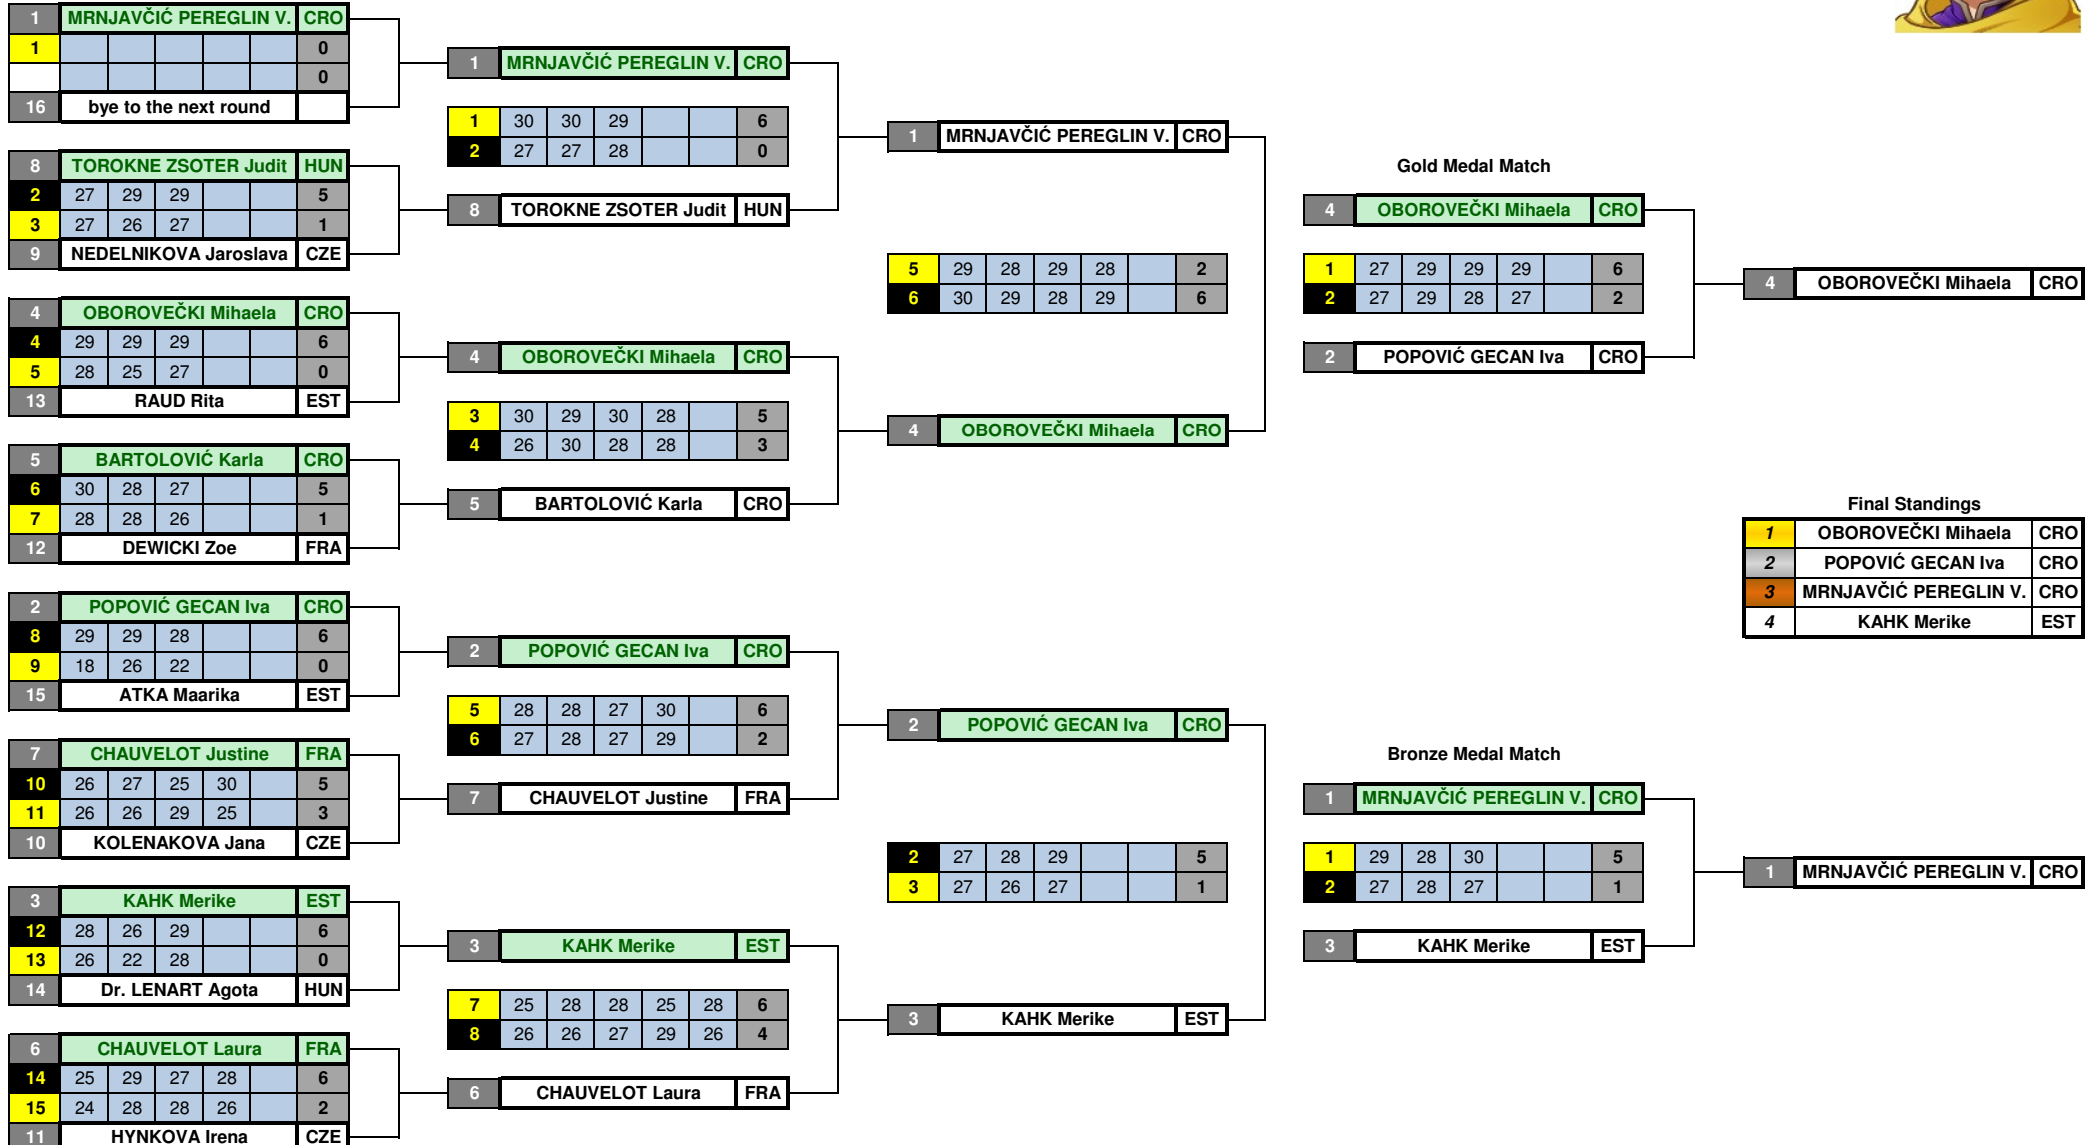 1 MRNJAVČIĆ PEREGLIN V. CRO
1 0
0
16 bye to the next round
8 TOROKNE ZSOTER Judit HUN
2 27 29 29 5
3 27 26 27 1
9 NEDELNIKOVA Jaroslava CZE
4 OBOROVEČKI Mihaela CRO
4 29 29 29 6
5 28 25 27 0
13 RAUD Rita EST
5 BARTOLOVIĆ Karla CRO
6 30 28 27 5
7 28 28 26 1
12 DEWICKI Zoe FRA
2 POPOVIĆ GECAN Iva CRO
8 29 29 28 6
9 18 26 22 0
15 ATKA Maarika EST
7 CHAUVELOT Justine FRA
10 26 27 25 30 5
11 26 26 29 25 3
10 KOLENAKOVA Jana CZE
3 KAHK Merike EST
12 28 26 29 6
13 26 22 28 0
14 Dr. LENART Agota HUN
6 CHAUVELOT Laura FRA
14 25 29 27 28 6
15 24 28 28 26 2
11 HYNKOVA Irena CZE
1 MRNJAVČIĆ PEREGLIN V. CRO
1 30 30 29 6
2 27 27 28 0
8 TOROKNE ZSOTER Judit HUN
4 OBOROVEČKI Mihaela CRO
3 30 29 30 28 5
4 26 30 28 28 3
5 BARTOLOVIĆ Karla CRO
2 POPOVIĆ GECAN Iva CRO
5 28 28 27 30 6
6 27 28 27 29 2
7 CHAUVELOT Justine FRA
3 KAHK Merike EST
7 25 28 28 25 28 6
8 26 26 27 29 26 4
6 CHAUVELOT Laura FRA
1 MRNJAVČIĆ PEREGLIN V. CRO
5 29 28 29 28 2
6 30 29 28 29 6
4 OBOROVEČKI Mihaela CRO
2 POPOVIĆ GECAN Iva CRO
2 27 28 29 5
3 27 26 27 1
3 KAHK Merike EST
Gold Medal Match
4 OBOROVEČKI Mihaela CRO
1 27 29 29 29 6
2 27 29 28 27 2
2 POPOVIĆ GECAN Iva CRO
4 OBOROVEČKI Mihaela CRO
Bronze Medal Match
1 MRNJAVČIĆ PEREGLIN V. CRO
1 29 28 30 5
2 27 28 27 1
3 KAHK Merike EST
1 MRNJAVČIĆ PEREGLIN V. CRO
Final Standings
1 OBOROVEČKI Mihaela CRO
2 POPOVIĆ GECAN Iva CRO
3 MRNJAVČIĆ PEREGLIN V. CRO
4 KAHK Merike EST